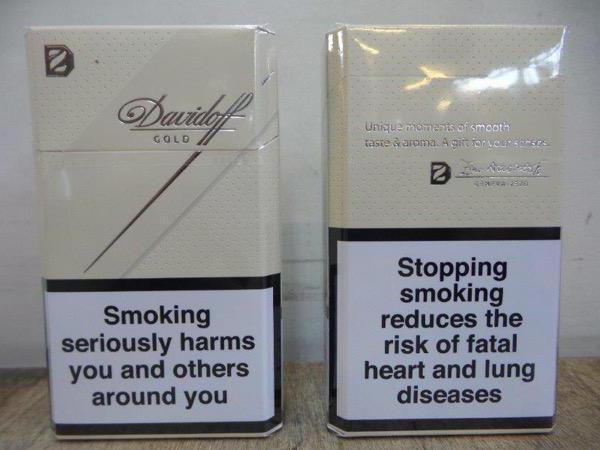 Davidoff
GOLD
Smoking
seriously harms
you and others
around you
Unique moments of smooth
taste & aroma. A gift for your senses.
Stopping
smoking
reduces the
risk of fatal
heart and lung
diseases